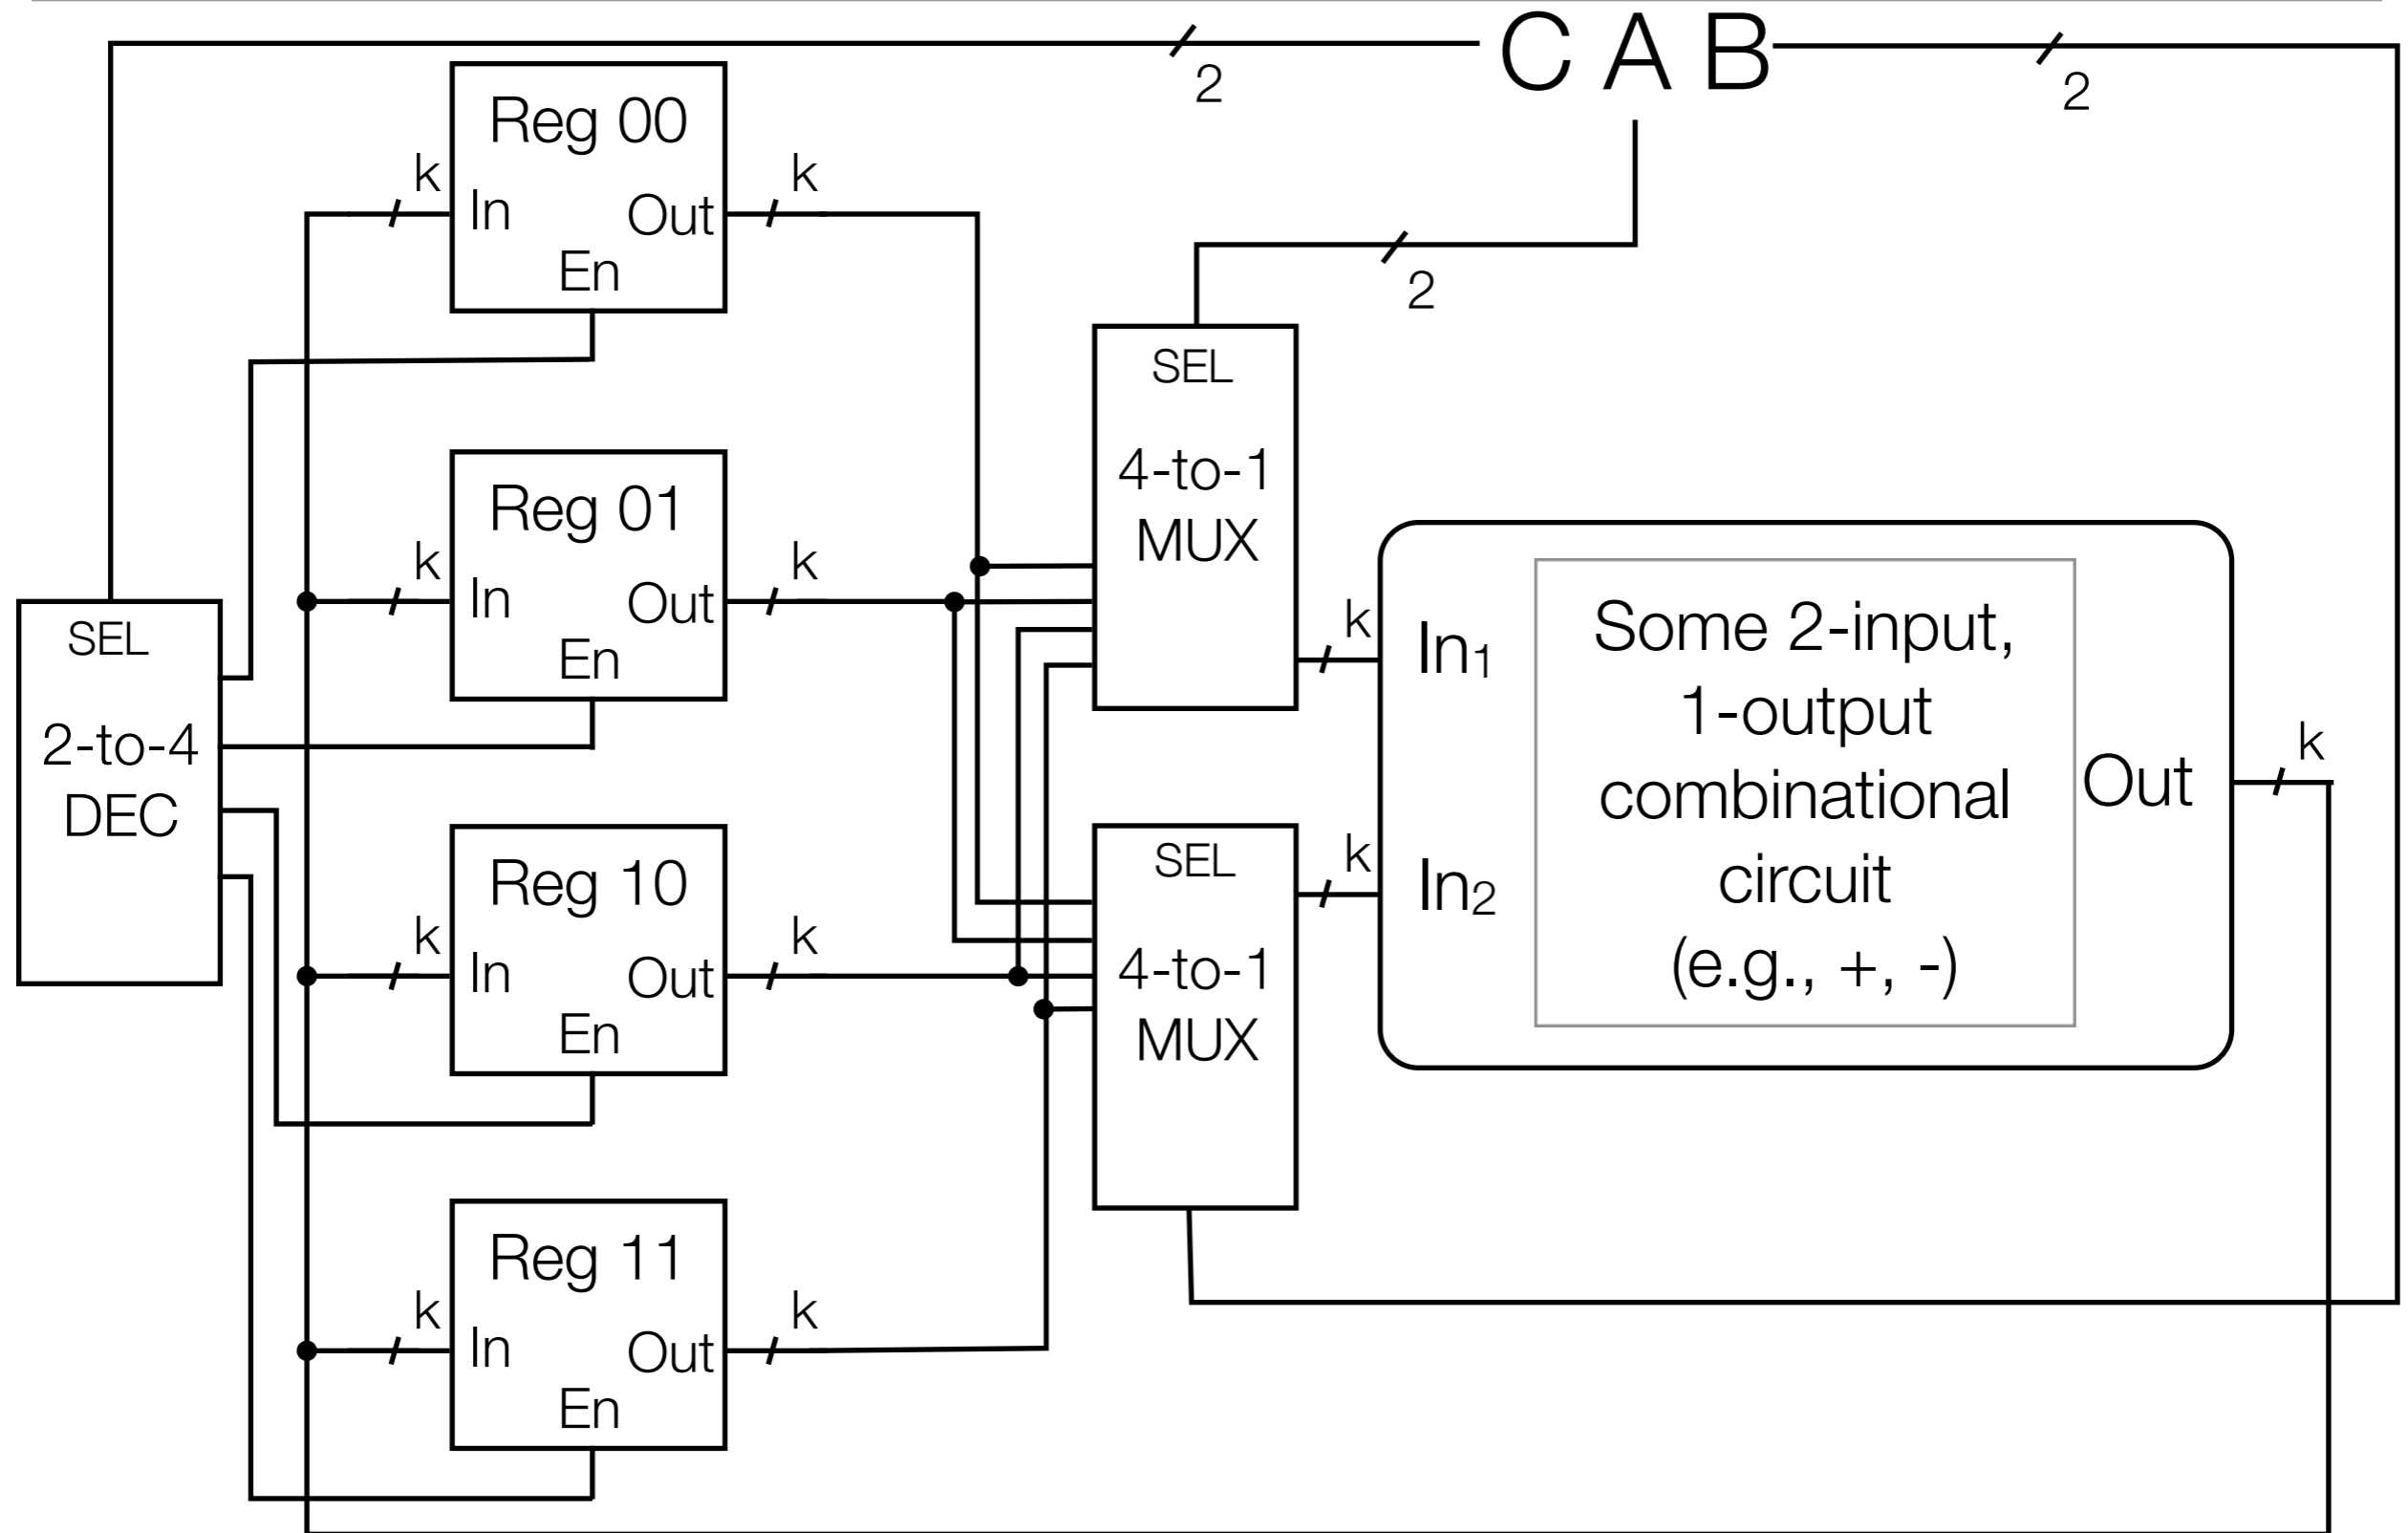 C A B
2
2
2
Reg 00
k
In
Out
k
En
Reg 01
k
In
Out
k
En
Reg 10
k
In
Out
k
En
Reg 11
k
In
Out
k
En
SEL
2-to-4
DEC
SEL
4-to-1
MUX
k
SEL
4-to-1
MUX
k
In1
In2
Some 2-input,
1-output
combinational
circuit
(e.g., +, -)
Out
k